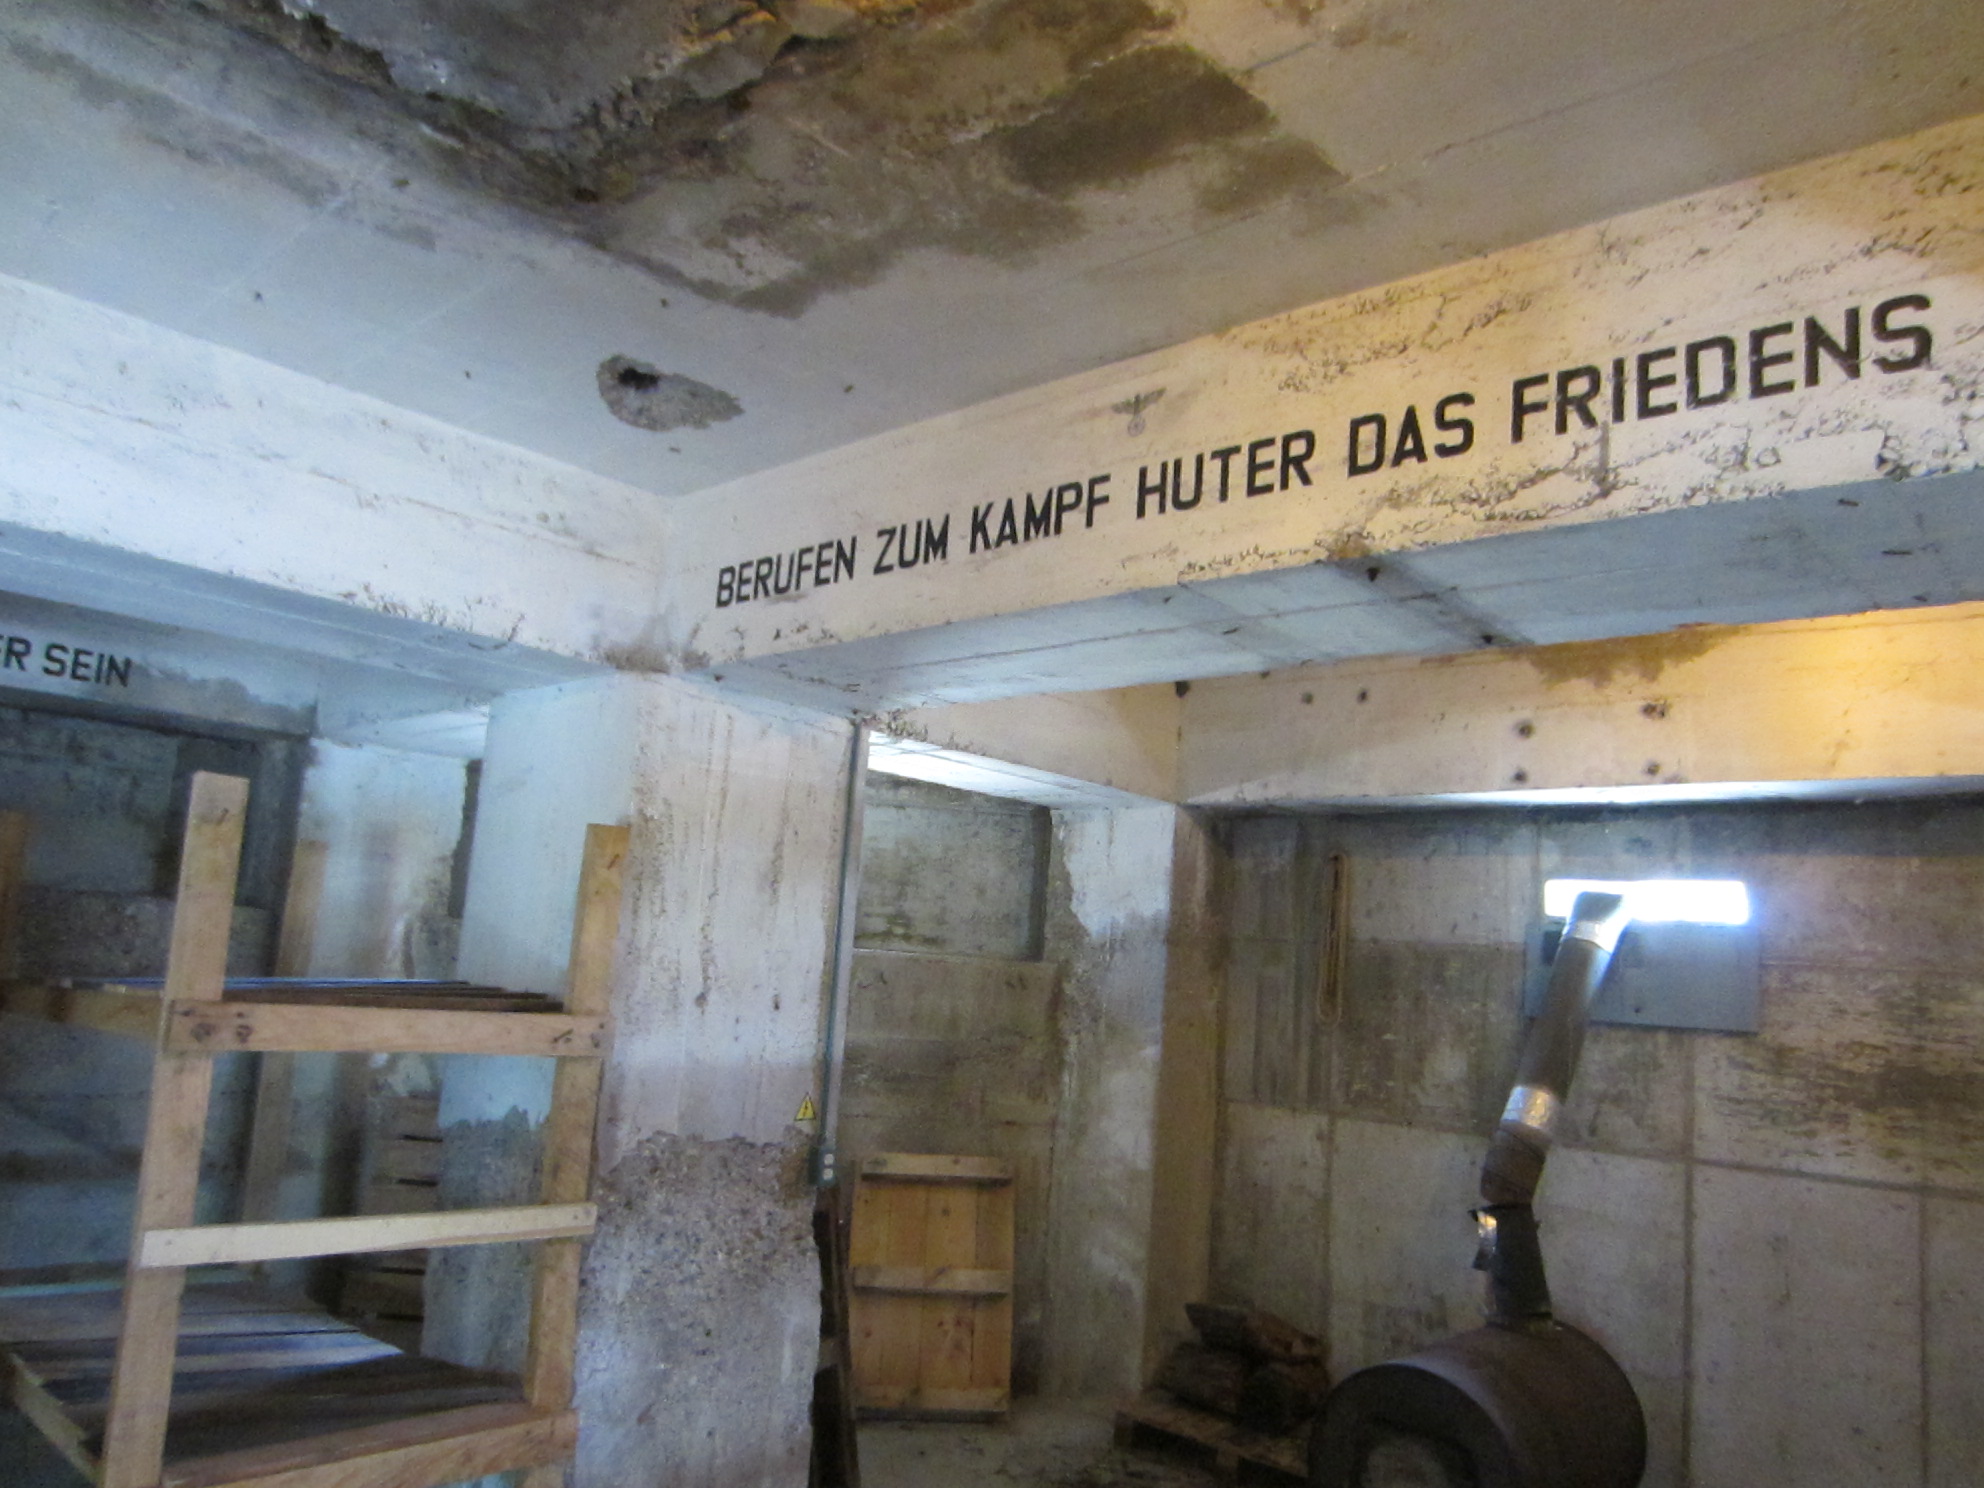 BERUFEN ZUM KAMPF HUTER DAS FRIEDENS
SEIN